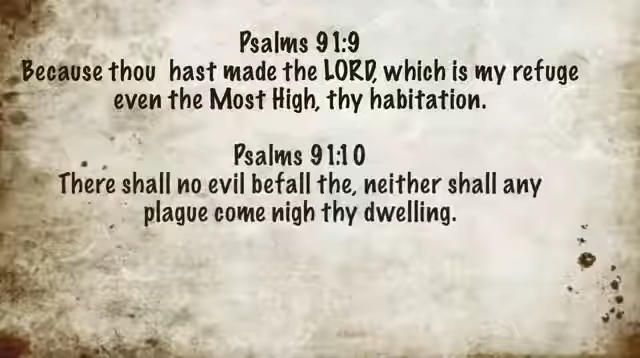 Psalms 91:9
Because thou hast made the LORD, which is my refuge
even the Most High, thy habitation.
Psalms 91:10
There shall no evil befall the, neither shall any
plague come nigh thy dwelling.